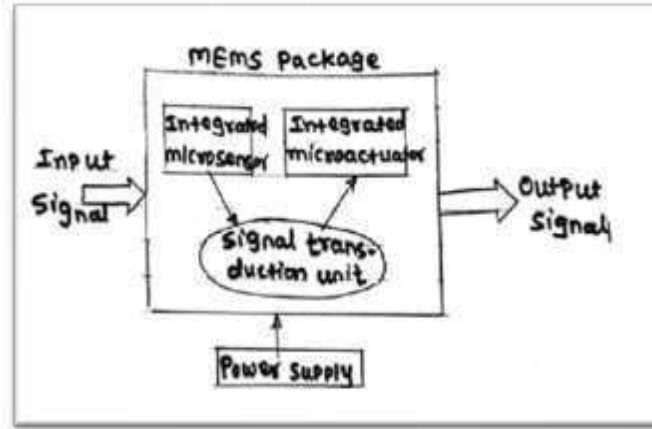 MEMS Package
Integrated
microsensor
Integrated
microactuator
Input
Signal
signal trans-
duction unit
Output
Signal
Power supply